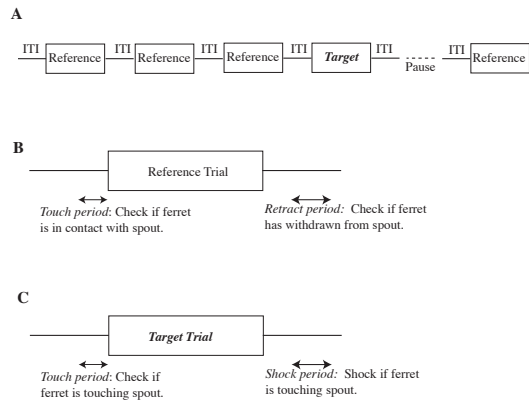 A
ITI Reference ITI Reference ITI Reference ITI Target ITI Pause ITI Reference
B
Reference Trial
Touch period: Check if ferret
is in contact with spout.
Retract period: Check if ferret
has withdrawn from spout.
C
Target Trial
Touch period: Check if
ferret is touching spout.
Shock period: Shock if ferret
is touching spout.